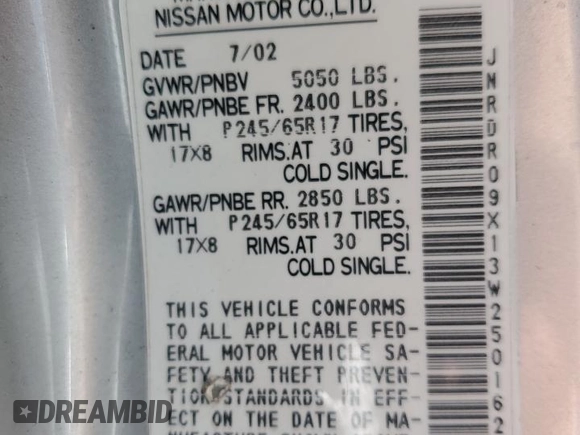 NISSAN MOTOR CO.,LTD.
DATE 7/02
GVWR/PNBV 5050 LBS.
GAWR/PNBE FR. 2400 LBS.
WITH P245/65R17 TIRES,
17X8 RIMS.AT 30 PSI
COLD SINGLE.
GAWR/PNBE RR. 2850 LBS.
WITH P245/65R17 TIRES,
17X8 RIMS.AT 30 PSI
COLD SINGLE.
THIS VEHICLE CONFORMS
TO ALL APPLICABLE FED-
ERAL MOTOR VEHICLE SA-
FETY AND THEFT PREVEN-
TION STANDARDS IN EFF-
ECT ON THE DATE OF MA-
JNRDR09X13W250162
DREAMBID